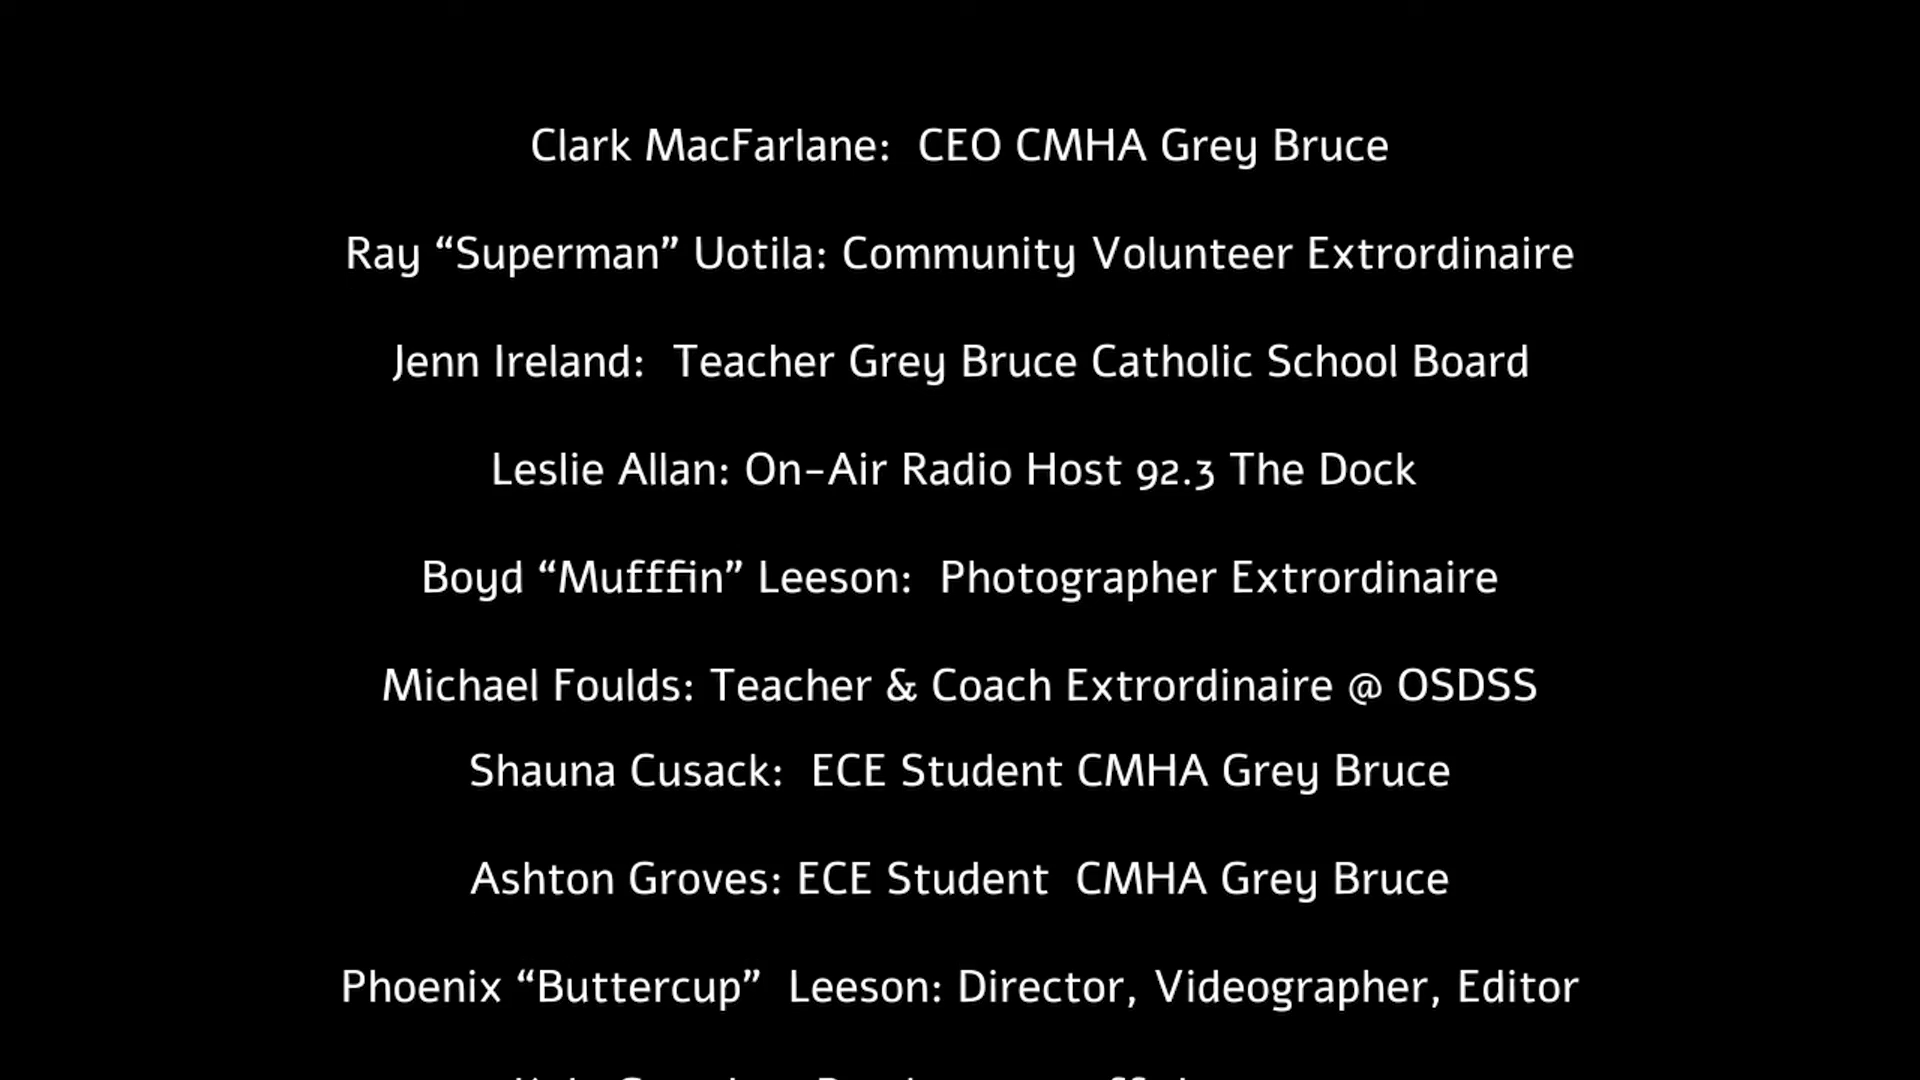 Clark MacFarlane:  CEO CMHA Grey Bruce
Ray “Superman” Uotila: Community Volunteer Extrordinaire
Jenn Ireland:  Teacher Grey Bruce Catholic School Board
Leslie Allan: On-Air Radio Host 92.3 The Dock
Boyd “Mufffin” Leeson:  Photographer Extrordinaire
Michael Foulds: Teacher & Coach Extrordinaire @ OSDSS
Shauna Cusack:  ECE Student CMHA Grey Bruce
Ashton Groves: ECE Student  CMHA Grey Bruce
Phoenix “Buttercup”  Leeson: Director, Videographer, Editor